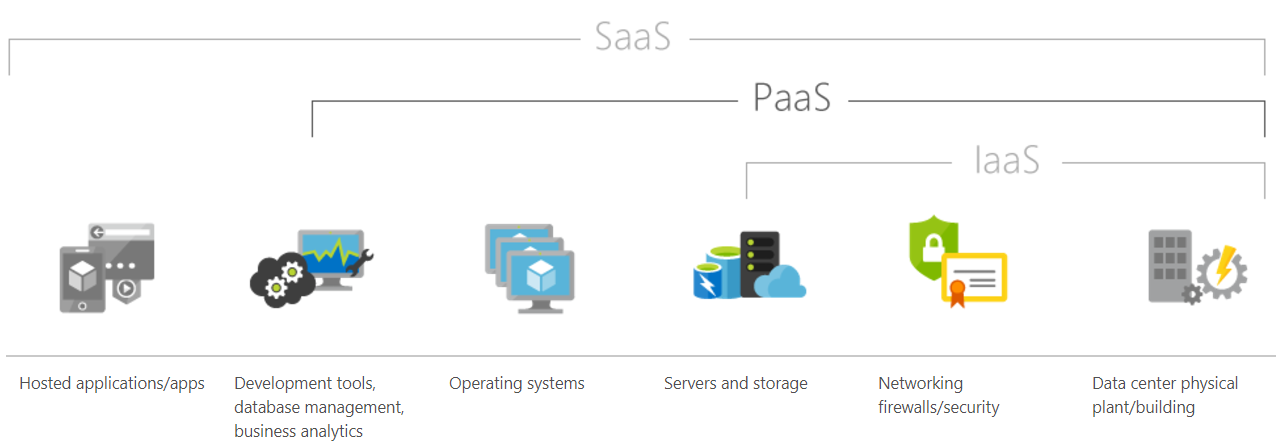 SaaS
PaaS
IaaS
Hosted applications/apps
Development tools,
database management,
business analytics
Operating systems
Servers and storage
Networking
firewalls/security
Data center physical
plant/building